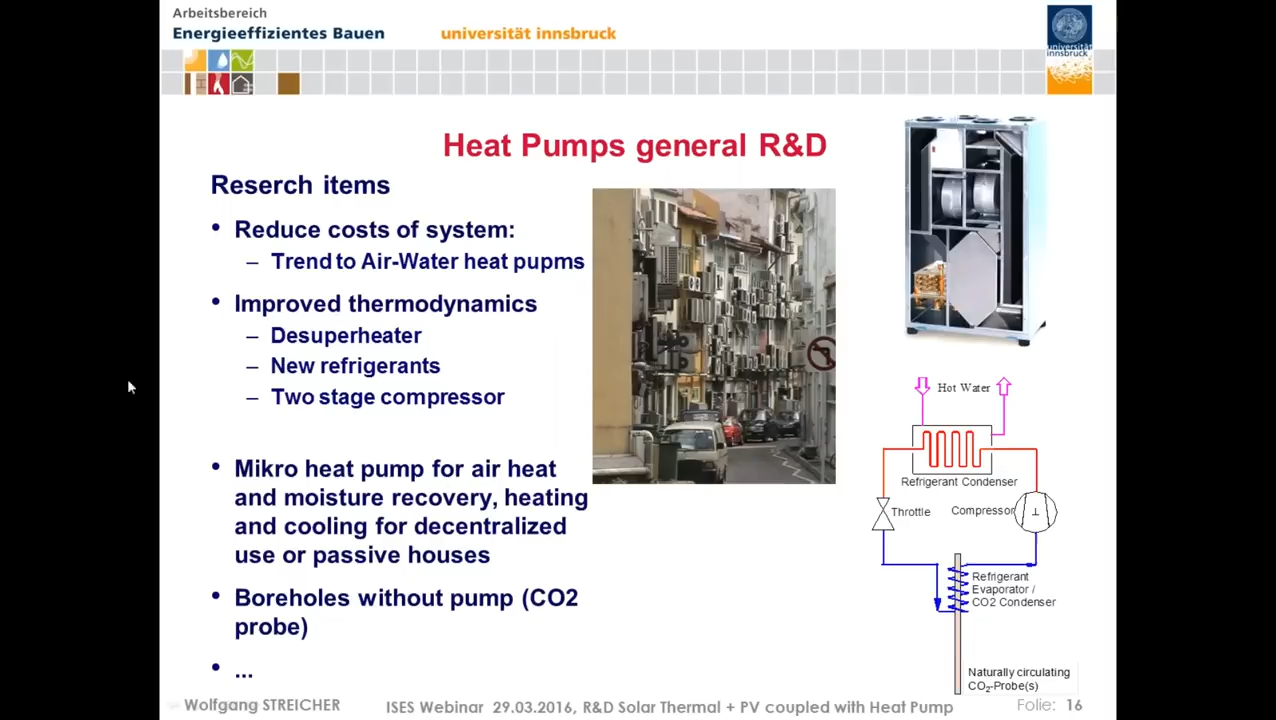 Arbeitsbereich
Energieeffizientes Bauen
universität innsbruck
universität
innsbruck
Heat Pumps general R&D
Reserch items
• Reduce costs of system:
– Trend to Air-Water heat pupms
• Improved thermodynamics
– Desuperheater
– New refrigerants
– Two stage compressor
• Mikro heat pump for air heat
and moisture recovery, heating
and cooling for decentralized
use or passive houses
• Boreholes without pump (CO2
probe)
• ...
Hot Water
Refrigerant Condenser
Throttle
Compressor
Refrigerant
Evaporator /
CO2 Condenser
Naturally circulating
CO₂-Probe(s)
Wolfgang STREICHER
ISES Webinar 29.03.2016, R&D Solar Thermal + PV coupled with Heat Pump
Folie: 16